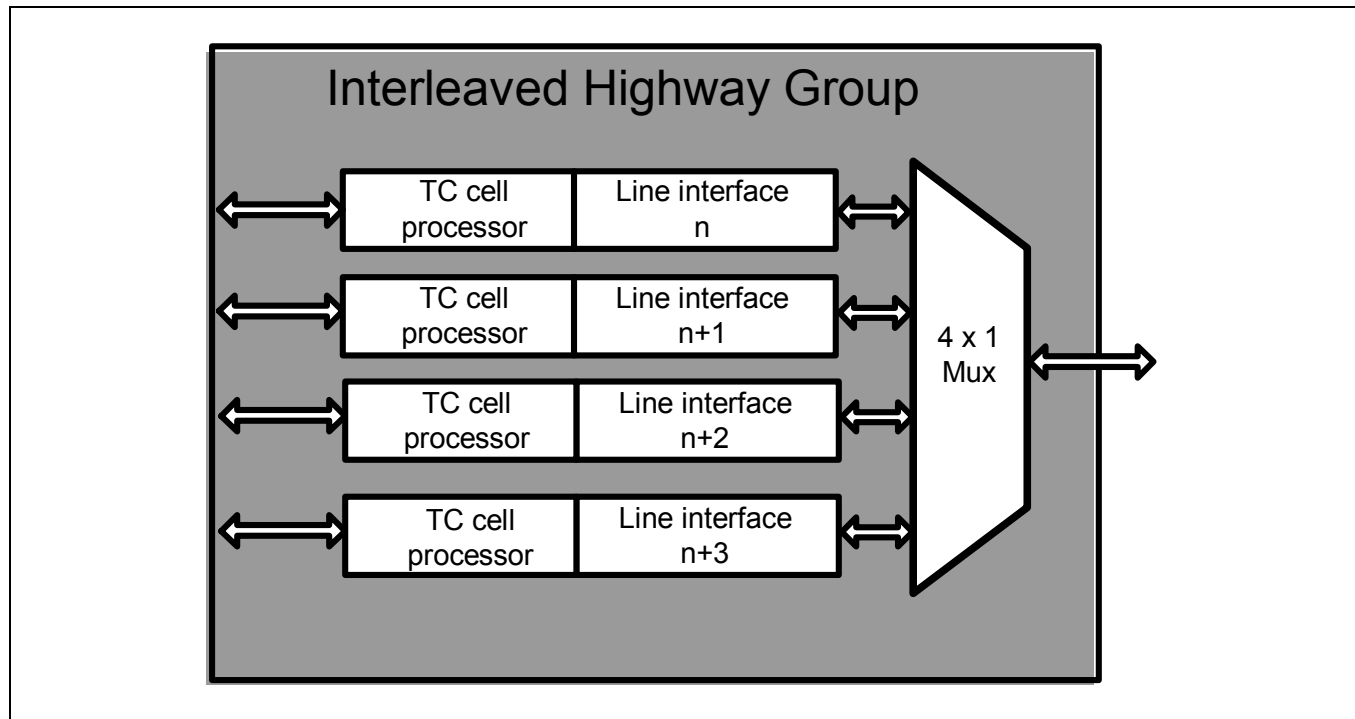 Interleaved Highway Group
TC cell
processor
Line interface
n
TC cell
processor
Line interface
n+1
TC cell
processor
Line interface
n+2
TC cell
processor
Line interface
n+3
4 x 1
Mux